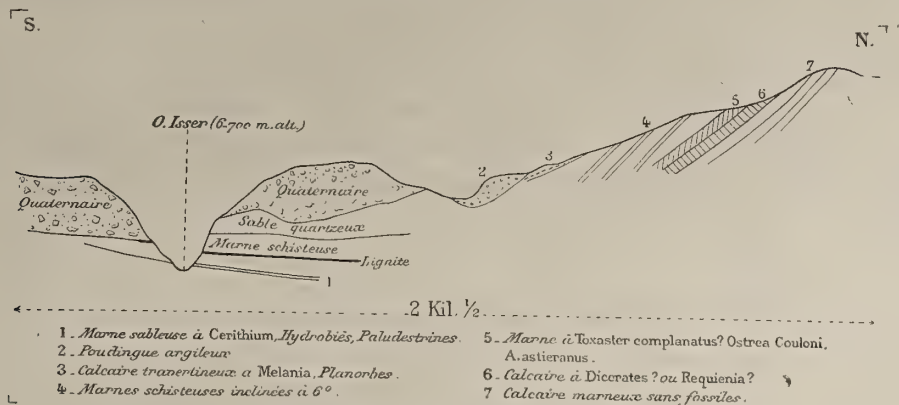 S.
N.
O. Isser (6-700 m. alt.)
7
6
5
4
3
2
Quaternaire
Quaternaire
Sable quartzeux
Marne schisteuse
Lignite
1
2 Kil. 1/2
1 _ Marne sableuse à Cerithium, Hydrobies, Paludestrines.
2 _ Poudingue argileux
3 _ Calcaire travertineux a Melania, Planorbes.
4 _ Marnes schisteuses inclinées à 6°.
5 _ Marne à Toxaster complanatus? Ostrea Couloni,
A. astieranus.
6 _ Calcaire à Dicerates? ou Requienia?
7 Calcaire marneux sans fossiles.